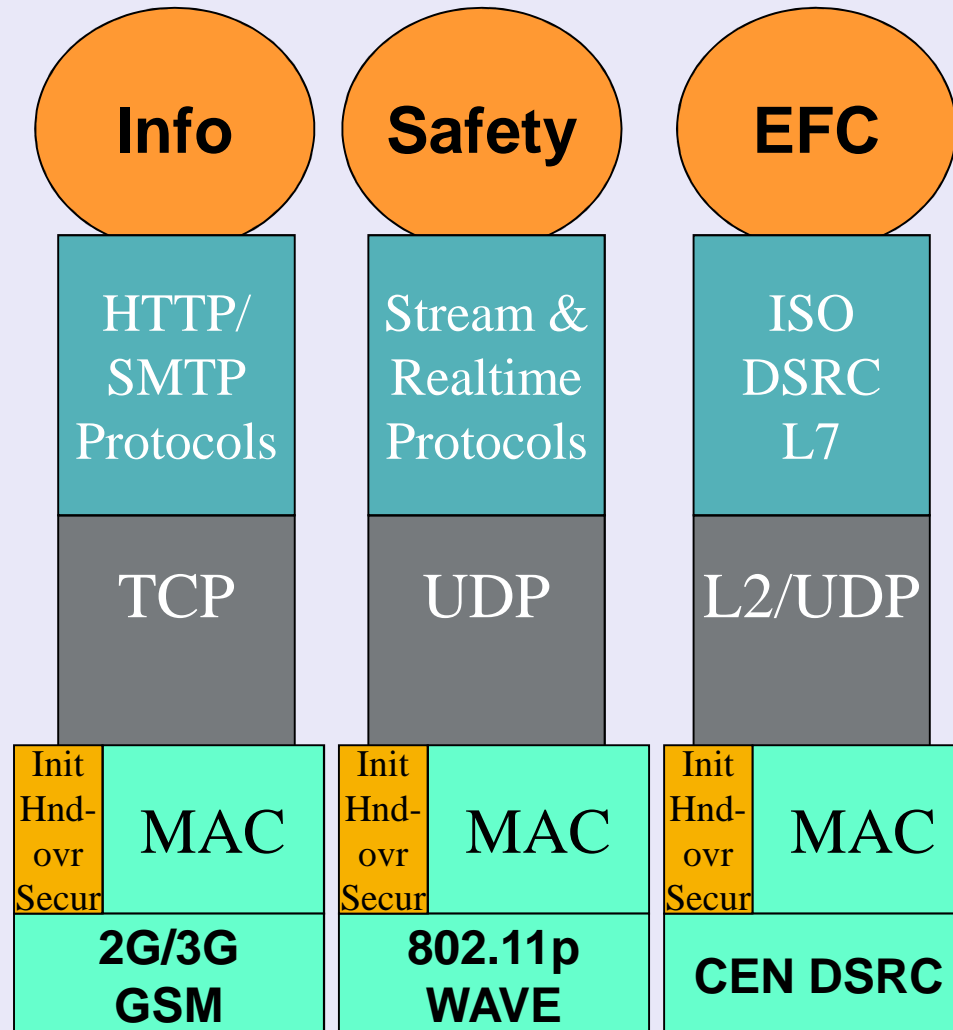 Info
Safety
EFC
HTTP/
SMTP
Protocols
Stream &
Realtime
Protocols
ISO
DSRC
L7
TCP
UDP
L2/UDP
Init
Hnd-
ovr
Secur
MAC
Init
Hnd-
ovr
Secur
MAC
Init
Hnd-
ovr
Secur
MAC
2G/3G
GSM
802.11p
WAVE
CEN DSRC